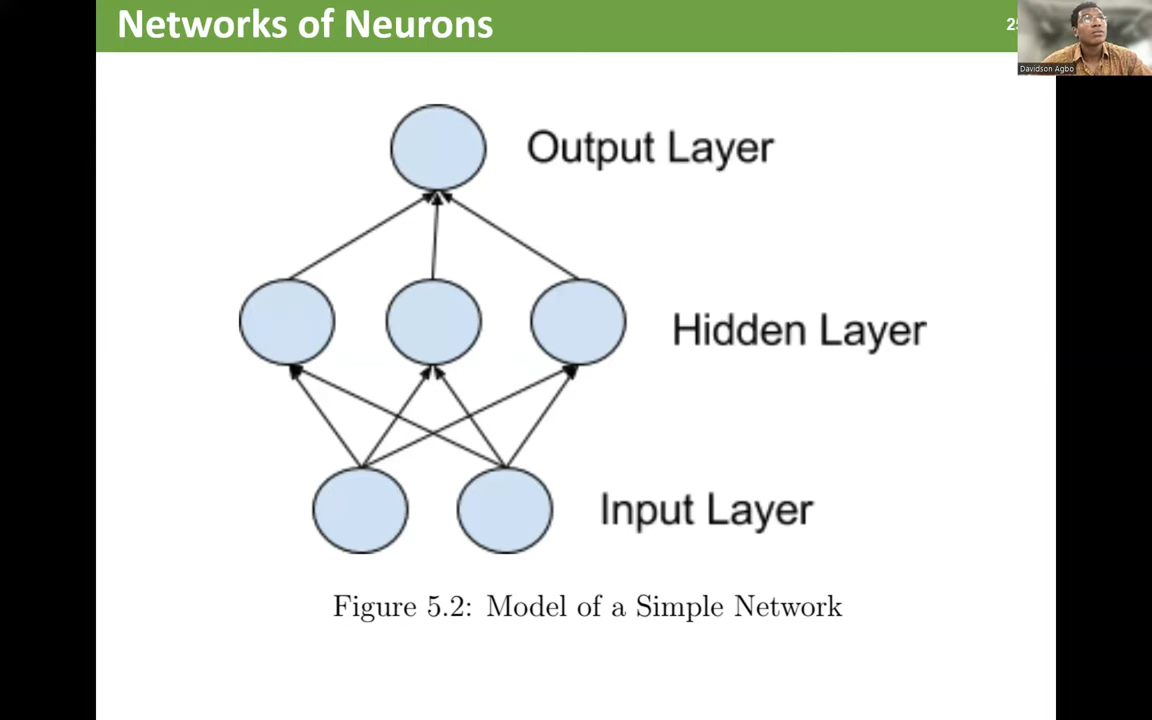 Networks of Neurons
Davidson Agbo
Output Layer
Hidden Layer
Input Layer
Figure 5.2: Model of a Simple Network